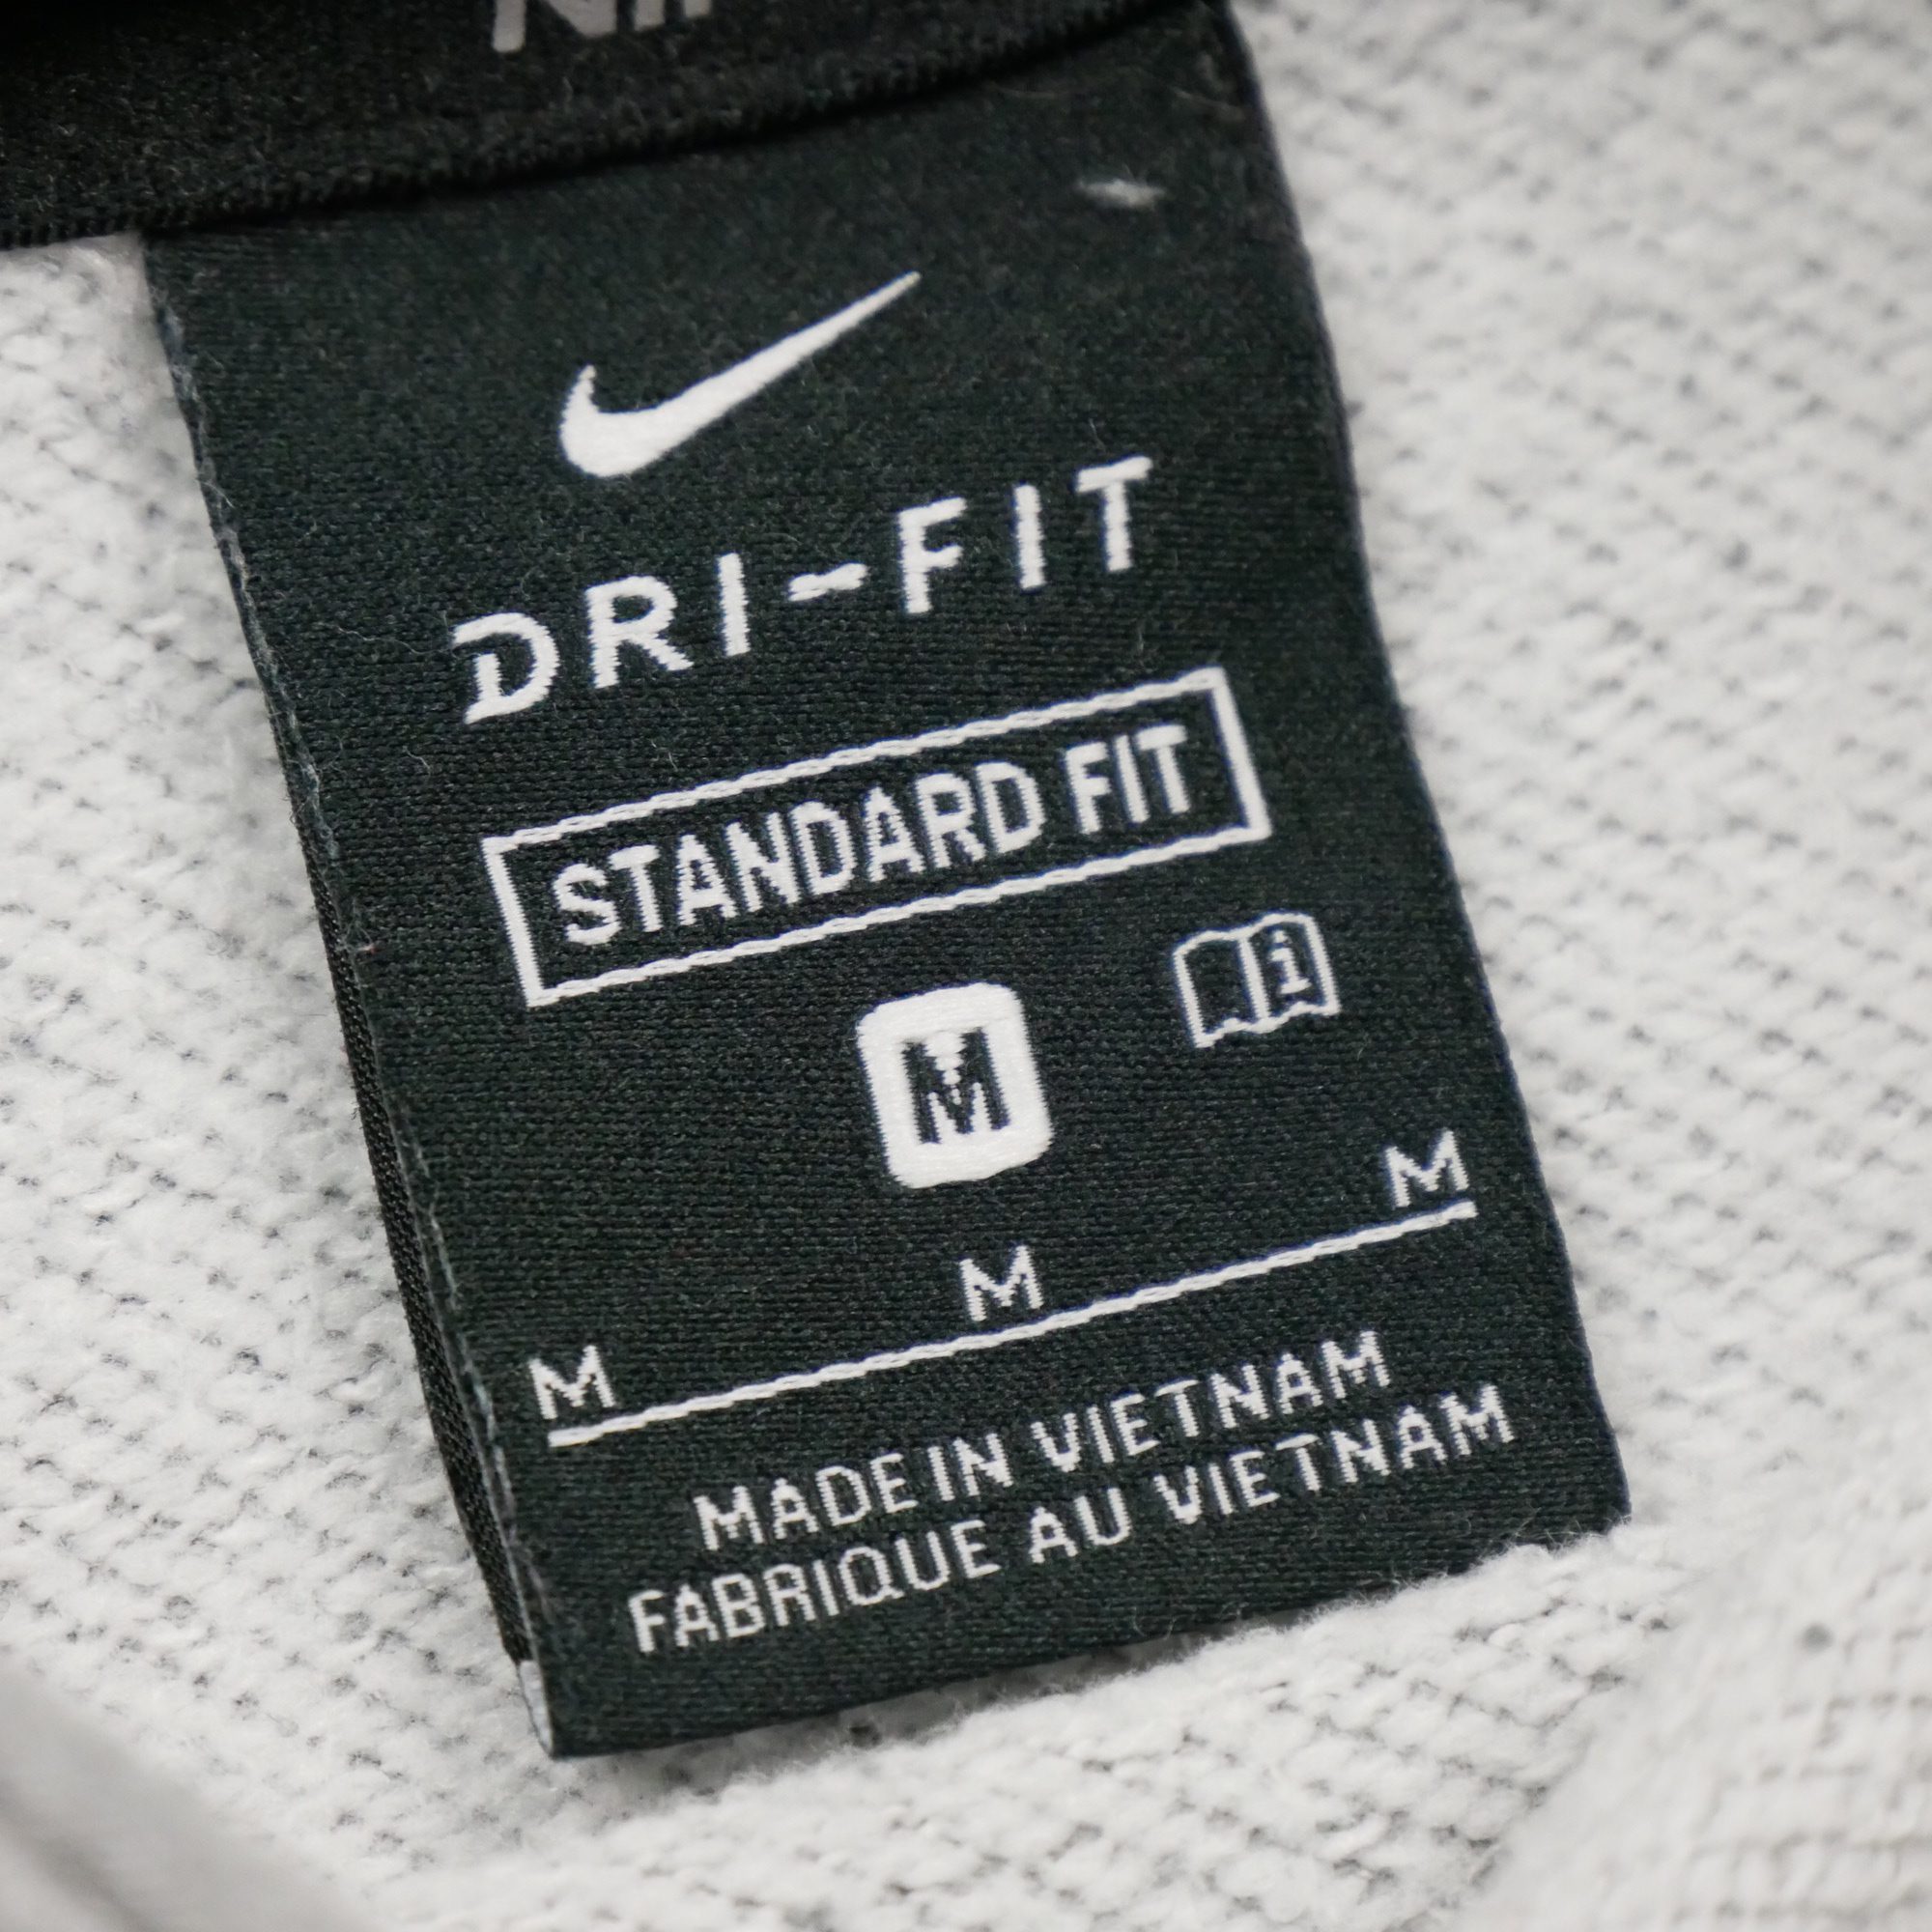 DRI-FIT
STANDARD FIT
i
M
M M M
MADE IN VIETNAM
FABRIQUE AU VIETNAM